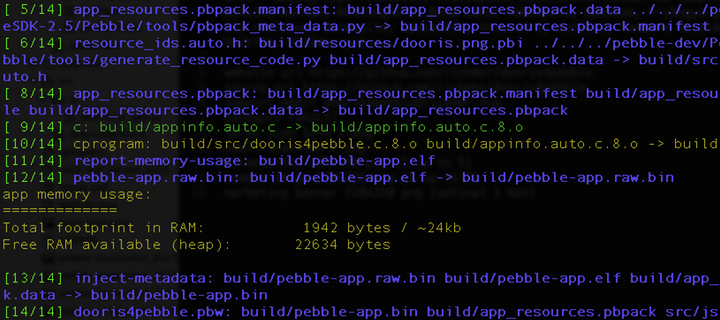 [ 5/14] app_resources.pbpack.manifest: build/app_resources.pbpack.data ../../../p
eSDK-2.5/Pebble/tools/pbpack_meta_data.py -> build/app_resources.pbpack.manifest
[ 6/14] resource_ids.auto.h: build/resources/dooris.png.pbi ../../../pebble-dev/P
bble/tools/generate_resource_code.py build/app_resources.pbpack.data -> build/src
uto.h
[ 8/14] app_resources.pbpack: build/app_resources.pbpack.manifest build/app_resou
le build/app_resources.pbpack.data -> build/app_resources.pbpack
[ 9/14] c: build/appinfo.auto.c -> build/appinfo.auto.c.8.o
[10/14] cprogram: build/src/dooris4pebble.c.8.o build/appinfo.auto.c.8.o -> build
[11/14] report-memory-usage: build/pebble-app.elf
[12/14] pebble-app.raw.bin: build/pebble-app.elf -> build/pebble-app.raw.bin
app memory usage:
=============
Total footprint in RAM: 1942 bytes / ~24kb
Free RAM available (heap): 22634 bytes
[13/14] inject-metadata: build/pebble-app.raw.bin build/pebble-app.elf build/app_
k.data -> build/pebble-app.bin
[14/14] dooris4pebble.pbw: build/pebble-app.bin build/app_resources.pbpack src/js